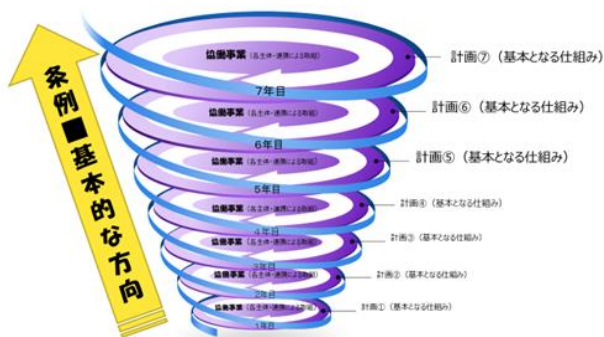 条例■基本的な方向
協働事業（各主体・連携による取組）
計画⑦（基本となる仕組み）
7年目
協働事業（各主体・連携による取組）
計画⑥（基本となる仕組み）
6年目
協働事業（各主体・連携による取組）
計画⑤（基本となる仕組み）
5年目
協働事業（各主体・連携による取組）
計画④（基本となる仕組み）
4年目
協働事業（各主体・連携による取組）
計画③（基本となる仕組み）
3年目
協働事業（各主体・連携による取組）
計画②（基本となる仕組み）
2年目
協働事業（各主体・連携による取組）
計画①（基本となる仕組み）
1年目